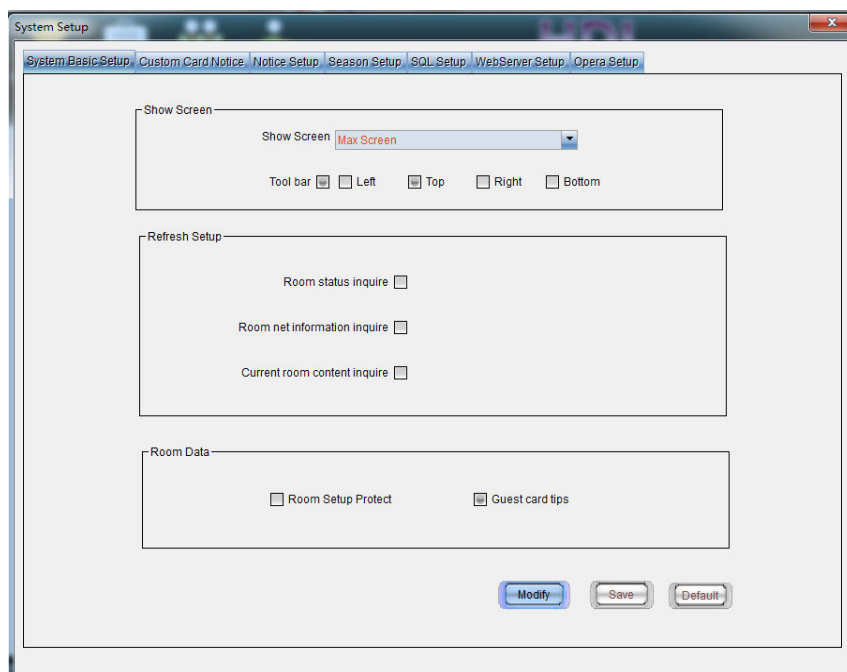 System Setup
System Basic Setup Custom Card Notice Notice Setup Season Setup SQL Setup WebServer Setup Opera Setup
Show Screen
Show Screen Max Screen
Tool bar Left Top Right Bottom
Refresh Setup
Room status inquire
Room net information inquire
Current room content inquire
Room Data
Room Setup Protect Guest card tips
Modify Save Default